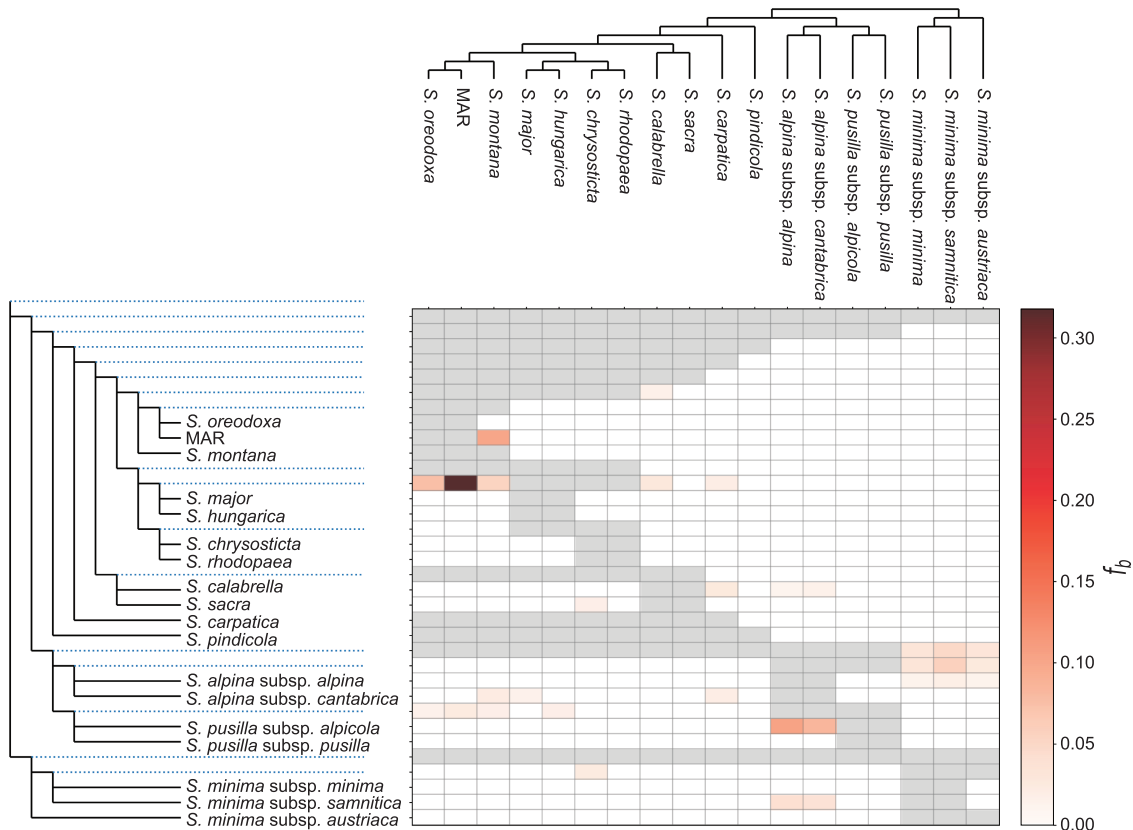 S. oreodoxa
MAR
S. montana
S. major
S. hungarica
S. chrysosticta
S. rhodopaea
S. calabrella
S. sacra
S. carpatica
S. pindicola
S. alpina subsp. alpina
S. alpina subsp. cantabrica
S. pusilla subsp. alpicola
S. pusilla subsp. pusilla
S. minima subsp. minima
S. minima subsp. samnitica
S. minima subsp. austriaca
S. oreodoxa
MAR
S. montana
S. major
S. hungarica
S. chrysosticta
S. rhodopaea
S. calabrella
S. sacra
S. carpatica
S. pindicola
S. alpina subsp. alpina
S. alpina subsp. cantabrica
S. pusilla subsp. alpicola
S. pusilla subsp. pusilla
S. minima subsp. minima
S. minima subsp. samnitica
S. minima subsp. austriaca
0.30
0.25
0.20
0.15
0.10
0.05
0.00
f_b